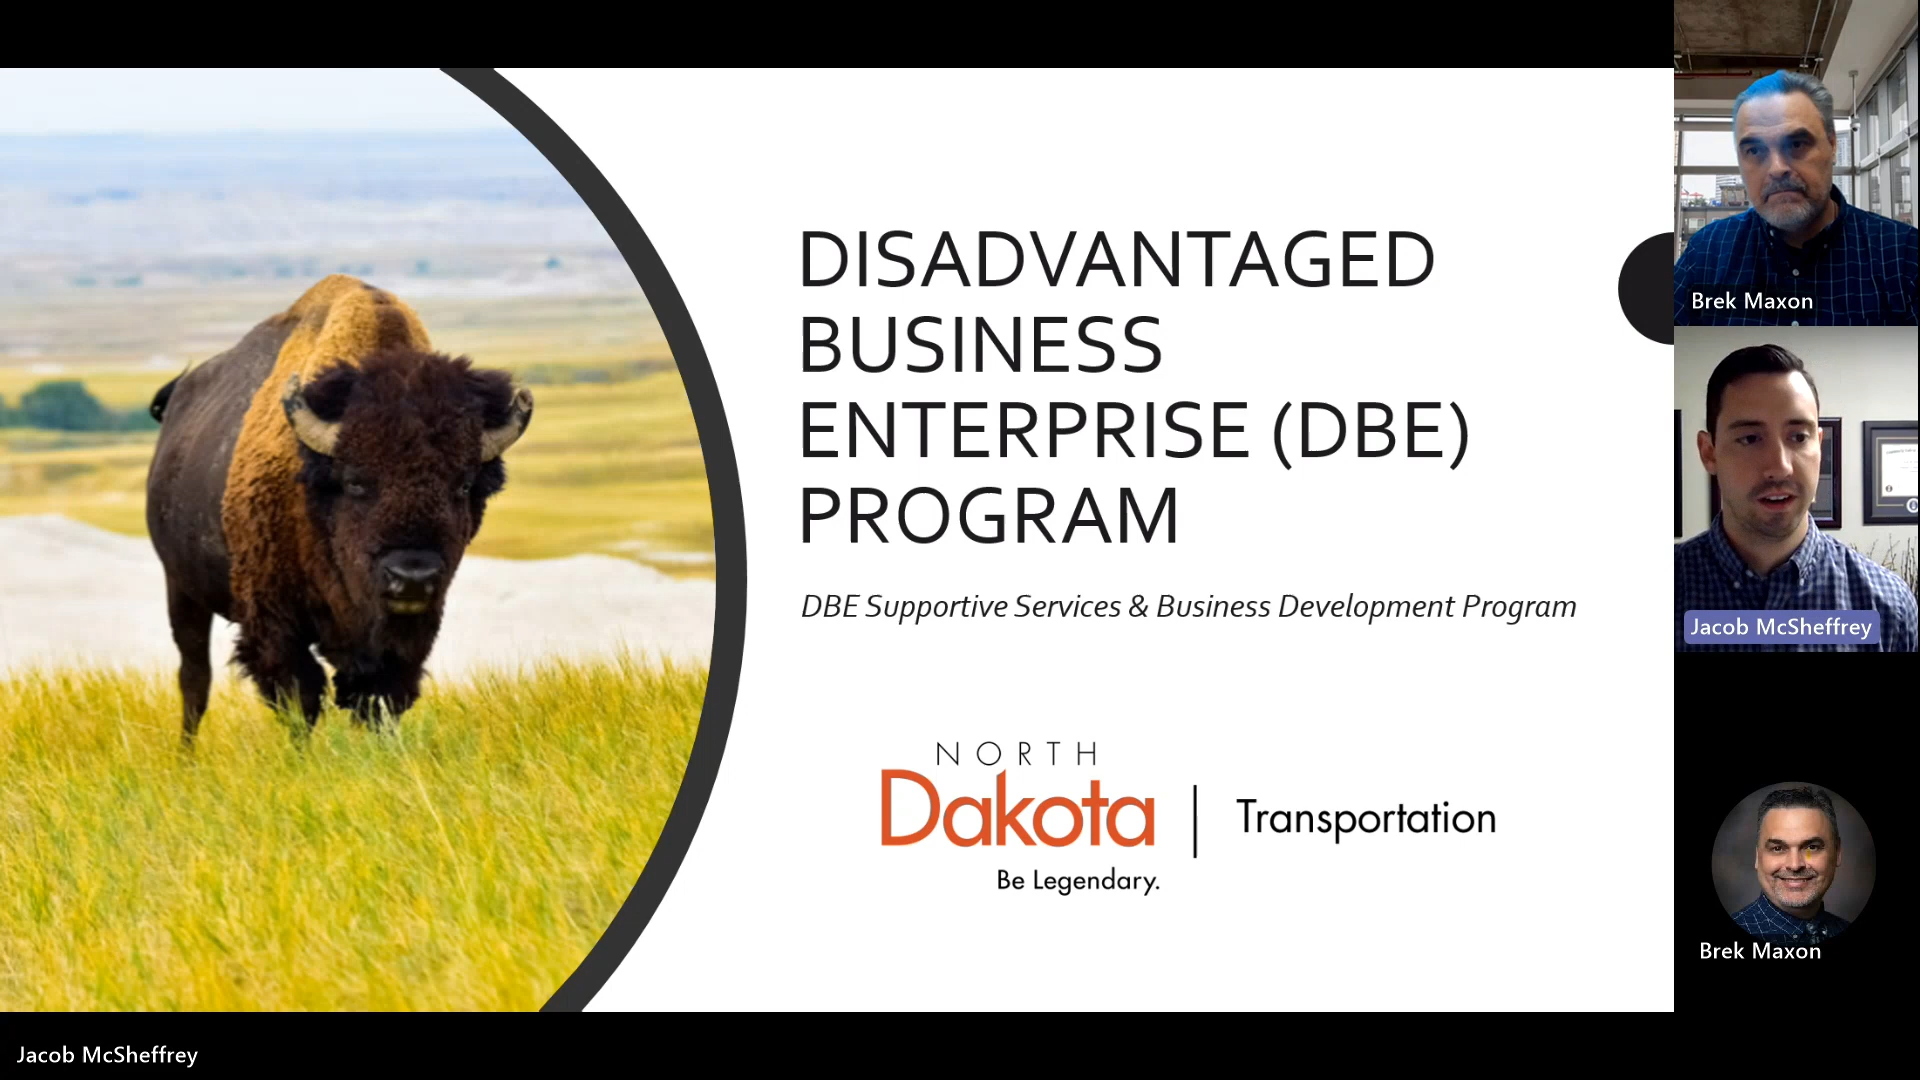 DISADVANTAGED
BUSINESS
ENTERPRISE (DBE)
PROGRAM
DBE Supportive Services & Business Development Program
NORTH
Dakota
Be Legendary.
Transportation
Brek Maxon
Jacob McSheffrey
Brek Maxon
Jacob McSheffrey